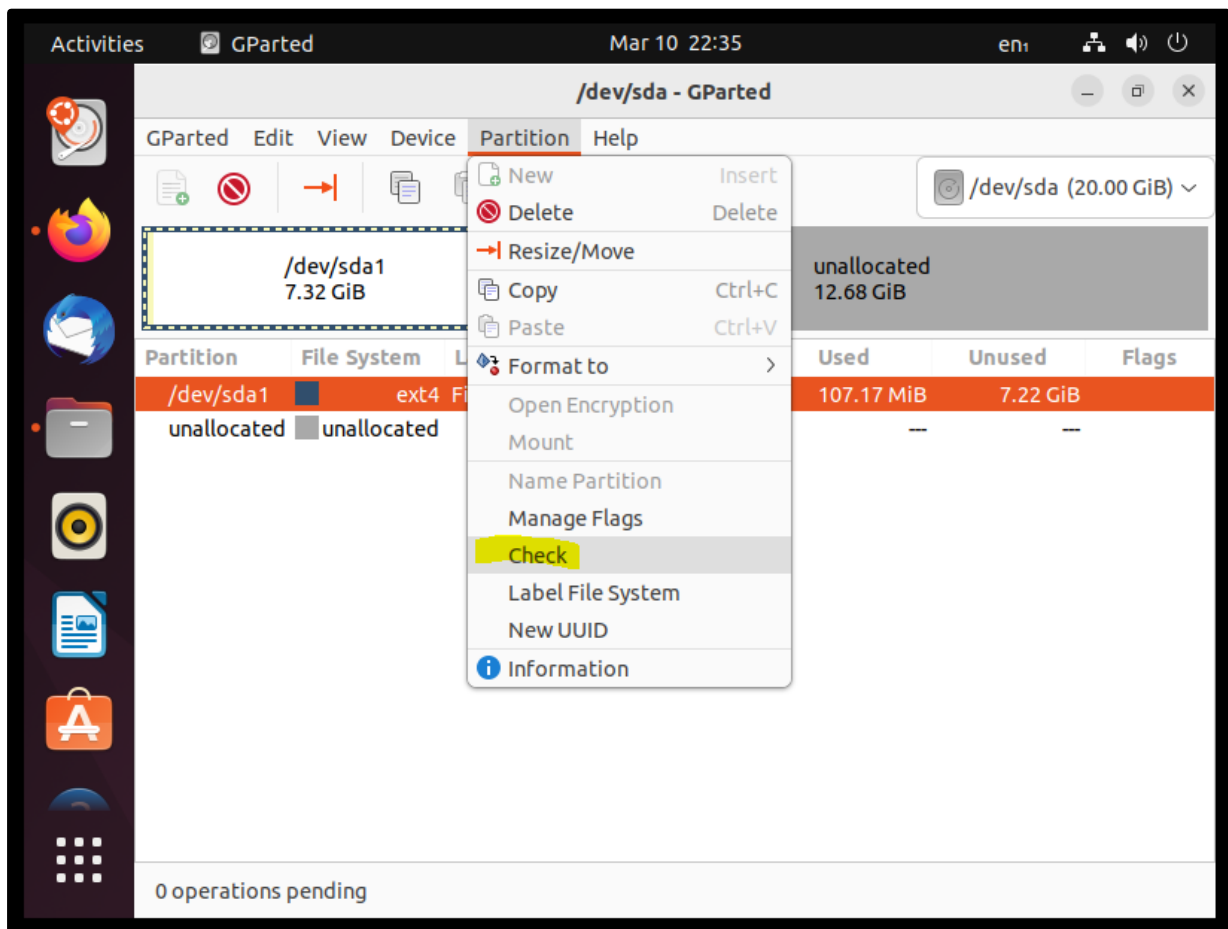 Activities GParted Mar 10 22:35 en₁
/dev/sda - GParted
GParted Edit View Device Partition Help
/dev/sda (20.00 GiB)
New Insert
Delete Delete
Resize/Move
Copy Ctrl+C
Paste Ctrl+V
Format to
Open Encryption
Mount
Name Partition
Manage Flags
Check
Label File System
New UUID
Information
/dev/sda1
7.32 GiB
unallocated
12.68 GiB
Partition File System L Used Unused Flags
/dev/sda1 ext4 Fi 107.17 MiB 7.22 GiB
unallocated unallocated --- ---
0 operations pending